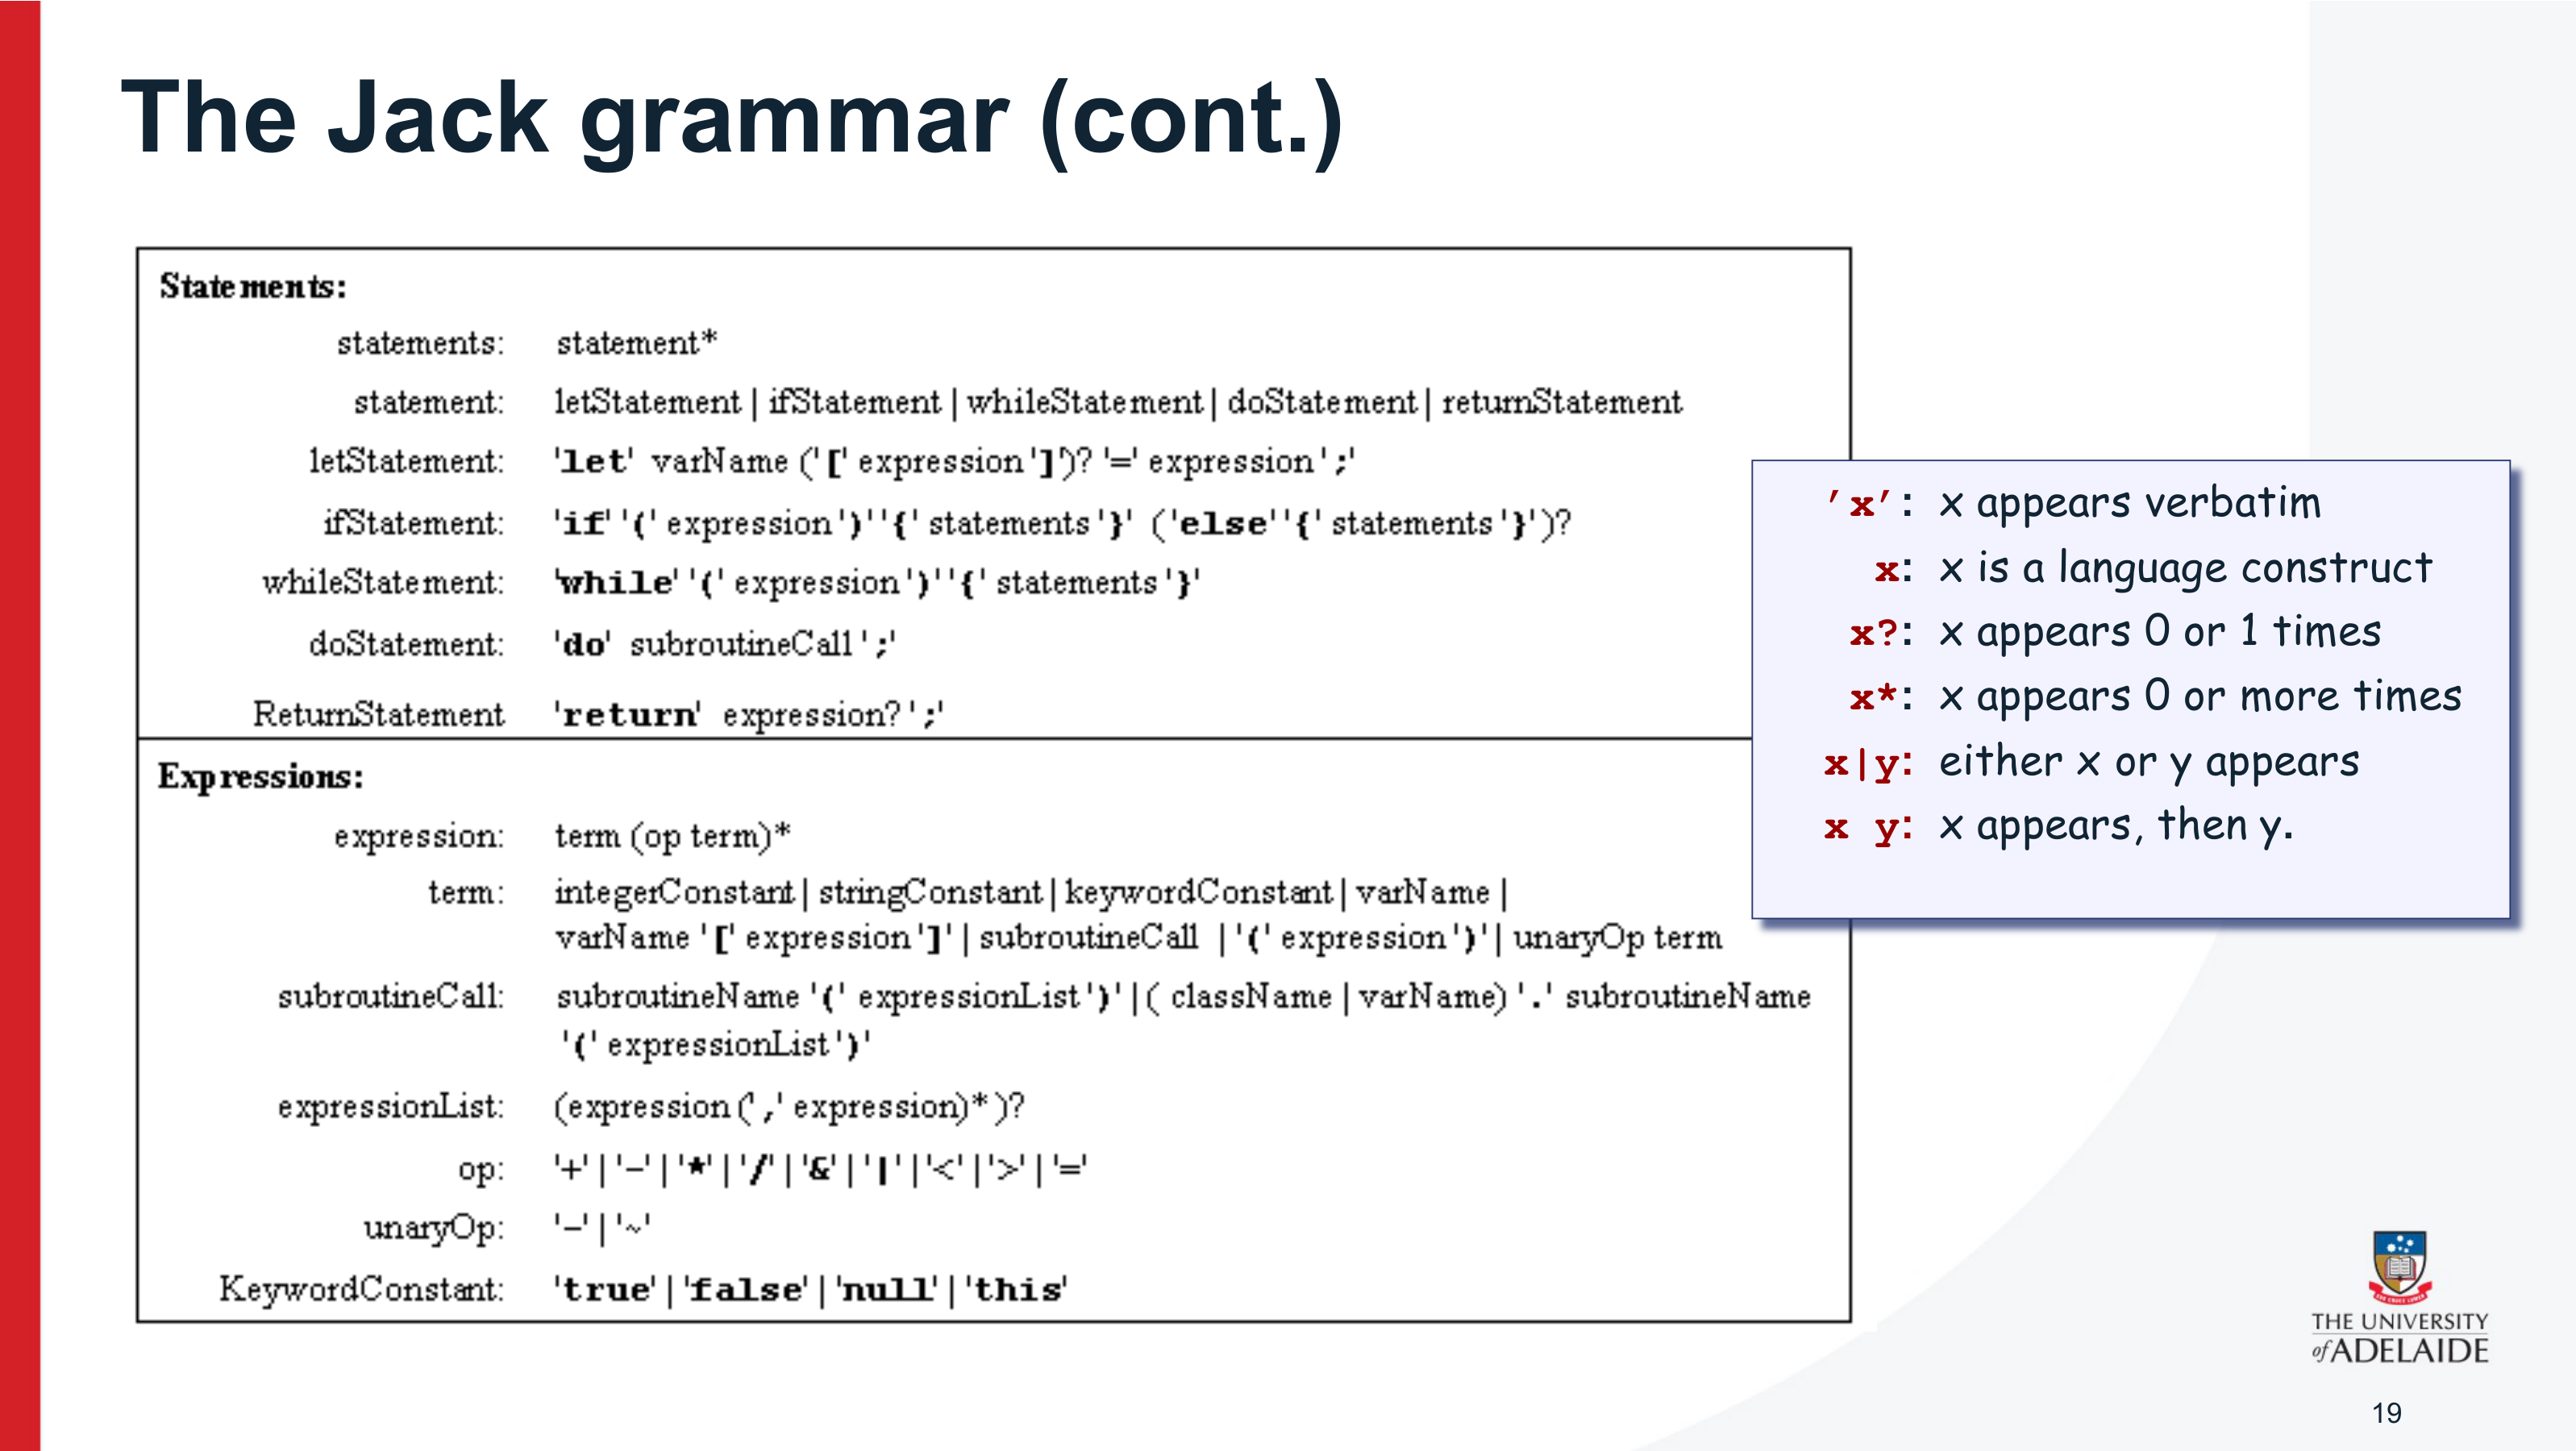 The Jack grammar (cont.)
Statements:
statements: statement*
statement: letStatement | ifStatement | whileStatement | doStatement | returnStatement
letStatement: 'let' varName ('[' expression ']')? '=' expression ';'
ifStatement: 'if' '(' expression ')' '{' statements '}' ('else' '{' statements '}')?
whileStatement: 'while' '(' expression ')' '{' statements '}'
doStatement: 'do' subroutineCall ';'
ReturnStatement 'return' expression? ';'
Expressions:
expression: term (op term)*
term: integerConstant | stringConstant | keywordConstant | varName |
varName '[' expression ']' | subroutineCall | '(' expression ')' | unaryOp term
subroutineCall: subroutineName '(' expressionList ')' | ( className | varName) '.' subroutineName
'(' expressionList ')'
expressionList: (expression (',' expression)* )?
op: '+' | '-' | '*' | '/' | '&' | '|' | '<' | '>' | '='
unaryOp: '-' | '~'
KeywordConstant: 'true' | 'false' | 'null' | 'this'
'x': x appears verbatim
x: x is a language construct
x?: x appears 0 or 1 times
x*: x appears 0 or more times
x|y: either x or y appears
x y: x appears, then y.
THE UNIVERSITY
of ADELAIDE
19